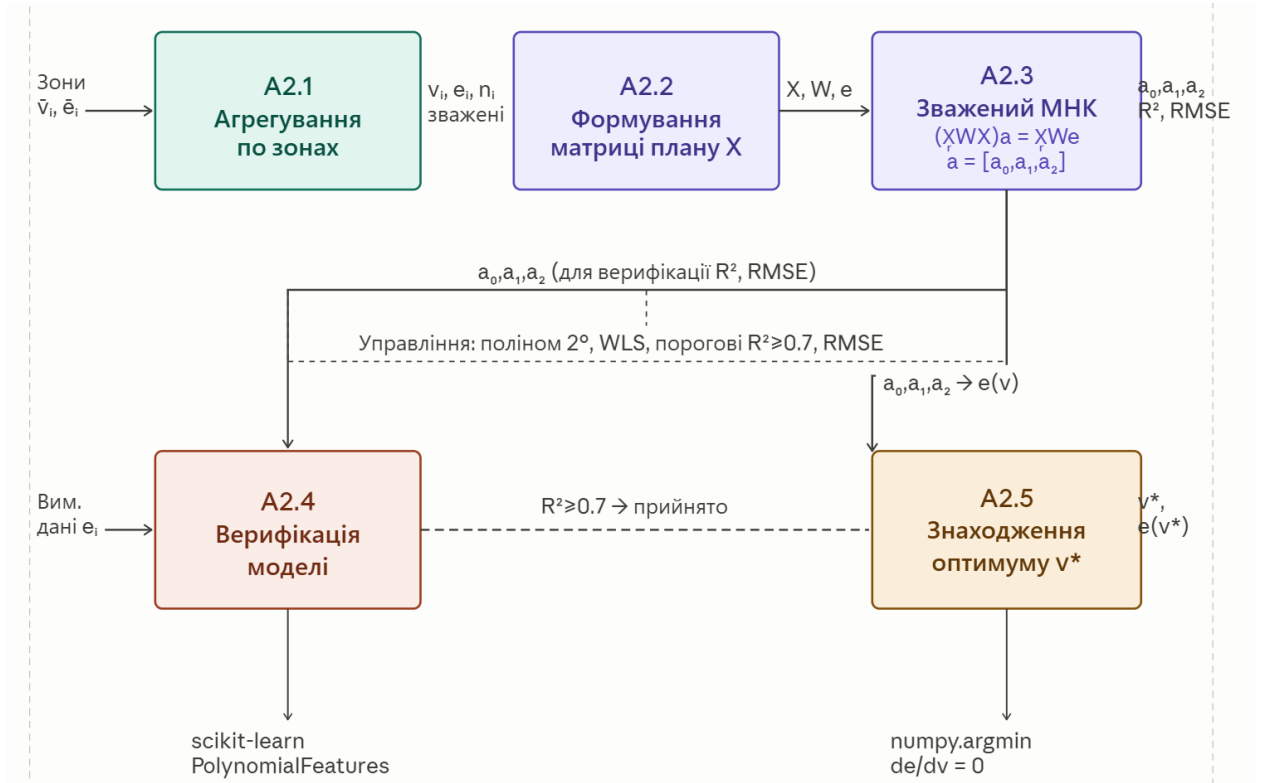 Зони
v̄ᵢ, ēᵢ
A2.1
Агрегування
по зонах
vᵢ, eᵢ, nᵢ
зважені
A2.2
Формування
матриці плану X
X, W, e
A2.3
Зважений МНК
(XᵣWX)a = XᵣWe
a = [a₀,a₁,a₂]
a₀,a₁,a₂
R², RMSE
a₀,a₁,a₂ (для верифікації R², RMSE)
Управління: поліном 2°, WLS, порогові R²≥0.7, RMSE
a₀,a₁,a₂ → e(v)
Вим.
дані eᵢ
A2.4
Верифікація
моделі
R²≥0.7 → прийнято
A2.5
Знаходження
оптимуму v*
v*,
e(v*)
scikit-learn
PolynomialFeatures
numpy.argmin
de/dv = 0